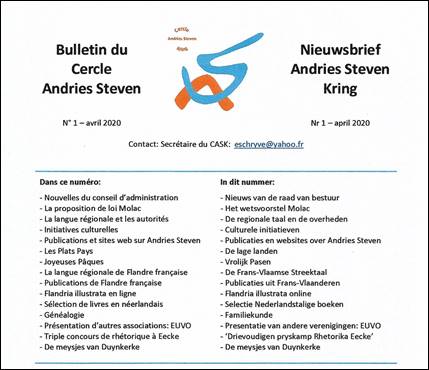 Bulletin du
Cercle
Andries Steven
N° 1 – avril 2020
CERCLE
Andries Steven
KRING
Nieuwsbrief
Andries Steven
Kring
Nr 1 – april 2020
Contact: Secrétaire du CASK: eschryve@yahoo.fr
Dans ce numéro:
- Nouvelles du conseil d’administration
- La proposition de loi Molac
- La langue régionale et les autorités
- Initiatives culturelles
- Publications et sites web sur Andries Steven
- Les Plats Pays
- Joyeuses Pâques
- La langue régionale de Flandre française
- Publications de Flandre française
- Flandria illustrata en ligne
- Sélection de livres en néerlandais
- Généalogie
- Présentation d’autres associations: EUVO
- Triple concours de rhétorique à Eecke
- De meysjes van Duynkerke
In dit nummer:
- Nieuws van de raad van bestuur
- Het wetsvoorstel Molac
- De regionale taal en de overheden
- Culturele initiatieven
- Publicaties en websites over Andries Steven
- De lage landen
- Vrolijk Pasen
- De Frans-Vlaamse Streektaal
- Publicaties uit Frans-Vlaanderen
- Flandria illustrata online
- Selectie Nederlandstalige boeken
- Familiekunde
- Presentatie van andere verenigingen: EUVO
- ‘Drievoudigen pryskamp Rhetorika Eecke’
- De meysjes van Duynkerke